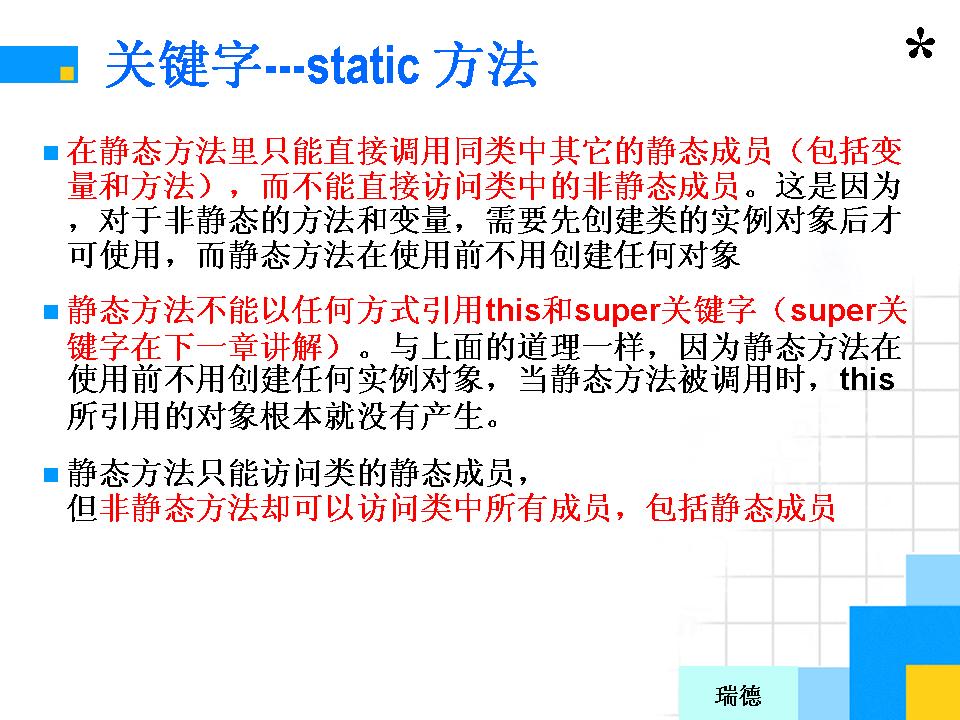 关键字---static 方法
*
在静态方法里只能直接调用同类中其它的静态成员（包括变
量和方法），而不能直接访问类中的非静态成员。这是因为
，对于非静态的方法和变量，需要先创建类的实例对象后才
可使用，而静态方法在使用前不用创建任何对象
静态方法不能以任何方式引用this和super关键字（super关
键字在下一章讲解）。与上面的道理一样，因为静态方法在
使用前不用创建任何实例对象，当静态方法被调用时，this
所引用的对象根本就没有产生。
静态方法只能访问类的静态成员，
但非静态方法却可以访问类中所有成员，包括静态成员
瑞德